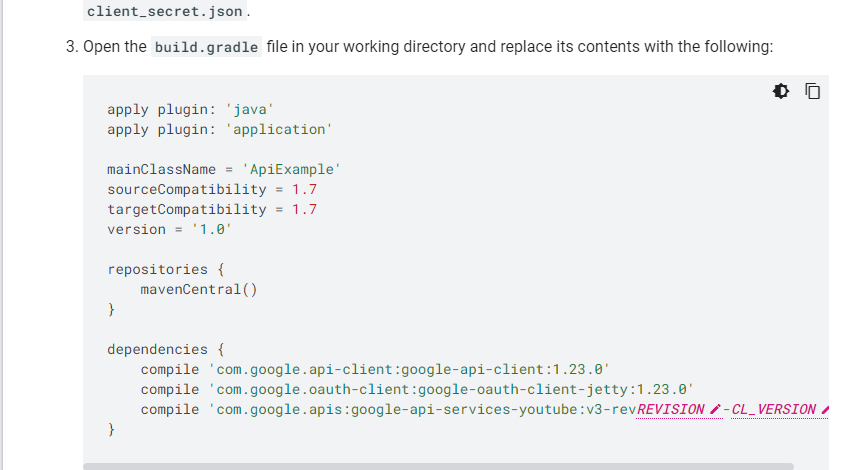 client_secret.json.
3. Open the build.gradle file in your working directory and replace its contents with the following:
apply plugin: 'java'
apply plugin: 'application'
mainClassName = 'ApiExample'
sourceCompatibility = 1.7
targetCompatibility = 1.7
version = '1.0'
repositories {
    mavenCentral()
}
dependencies {
    compile 'com.google.api-client:google-api-client:1.23.0'
    compile 'com.google.oauth-client:google-oauth-client-jetty:1.23.0'
    compile 'com.google.apis:google-api-services-youtube:v3-revREVISION-CL_VERSION
}